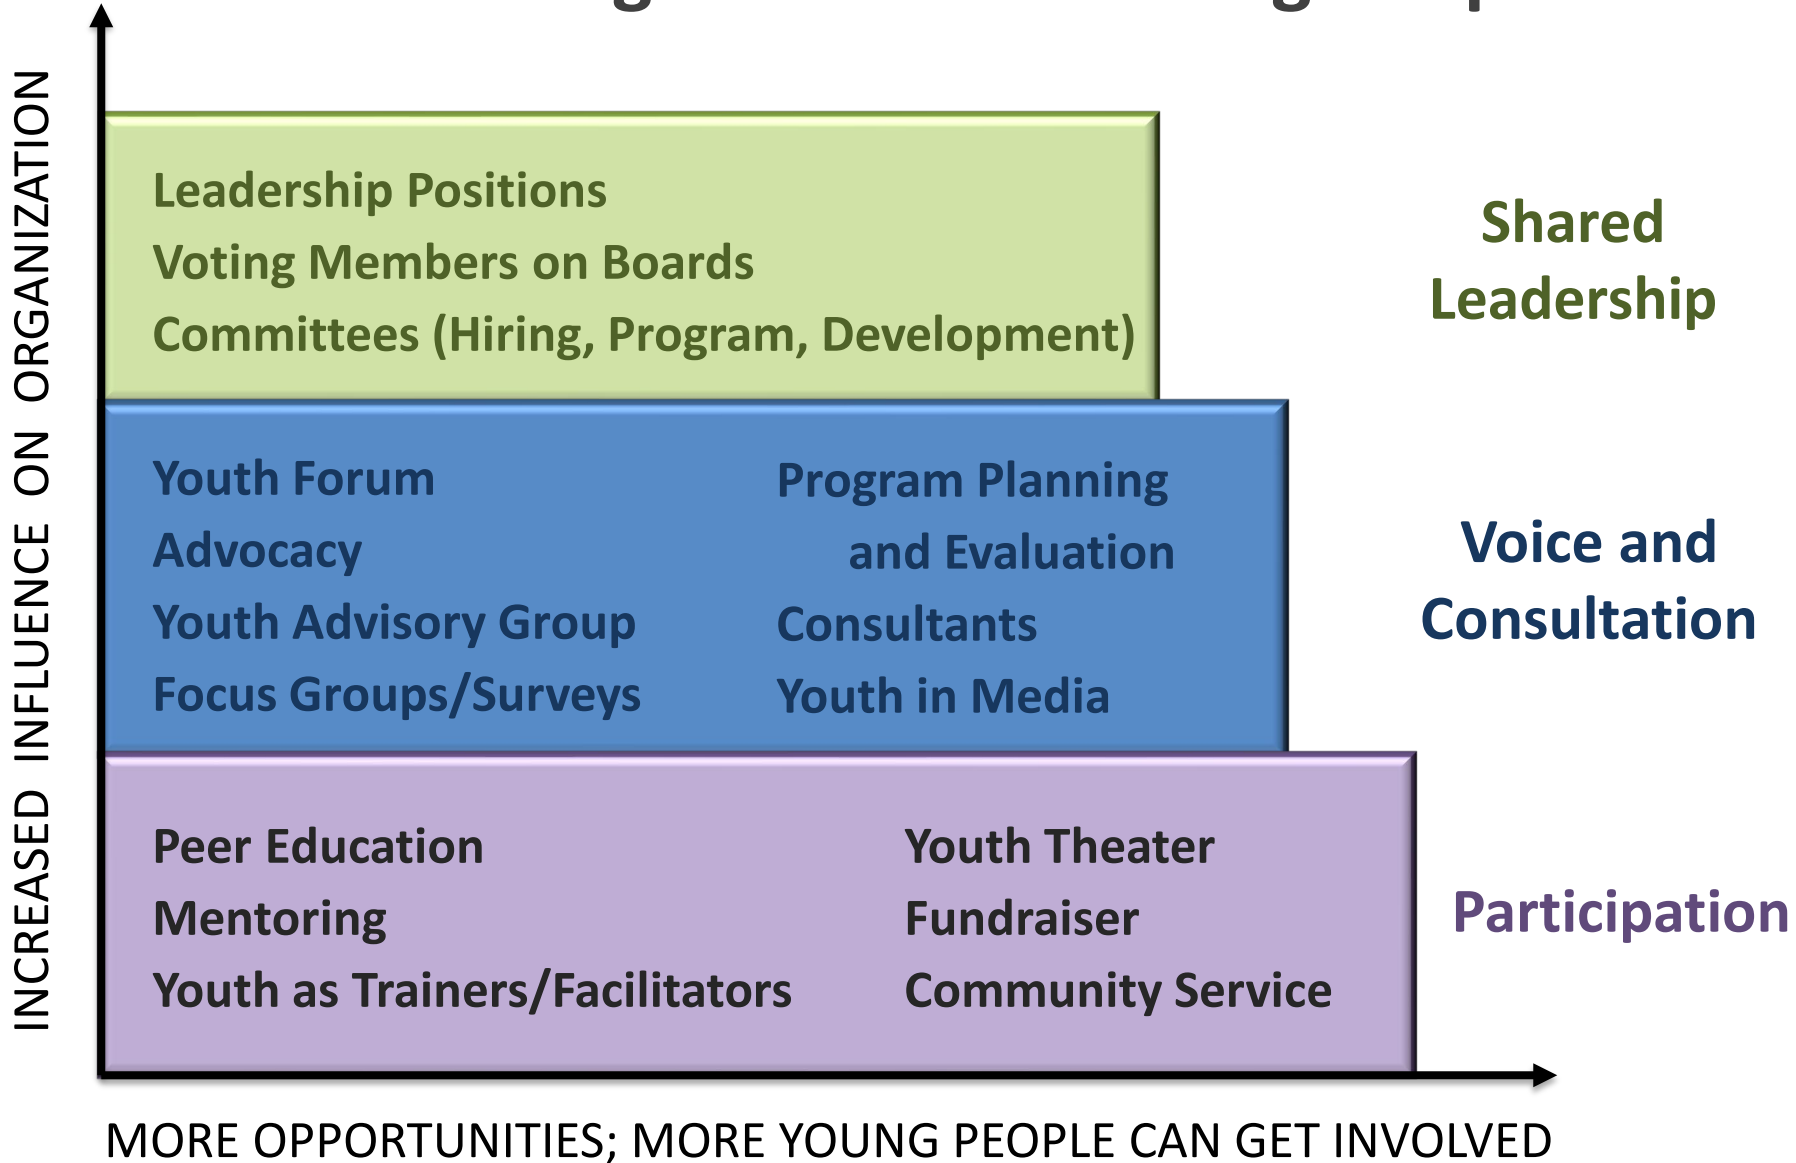 INCREASED INFLUENCE ON ORGANIZATION
Leadership Positions
Voting Members on Boards
Committees (Hiring, Program, Development)
Shared
Leadership
Youth Forum
Advocacy
Youth Advisory Group
Focus Groups/Surveys
Program Planning
and Evaluation
Consultants
Youth in Media
Voice and
Consultation
Peer Education
Mentoring
Youth as Trainers/Facilitators
Youth Theater
Fundraiser
Community Service
Participation
MORE OPPORTUNITIES; MORE YOUNG PEOPLE CAN GET INVOLVED